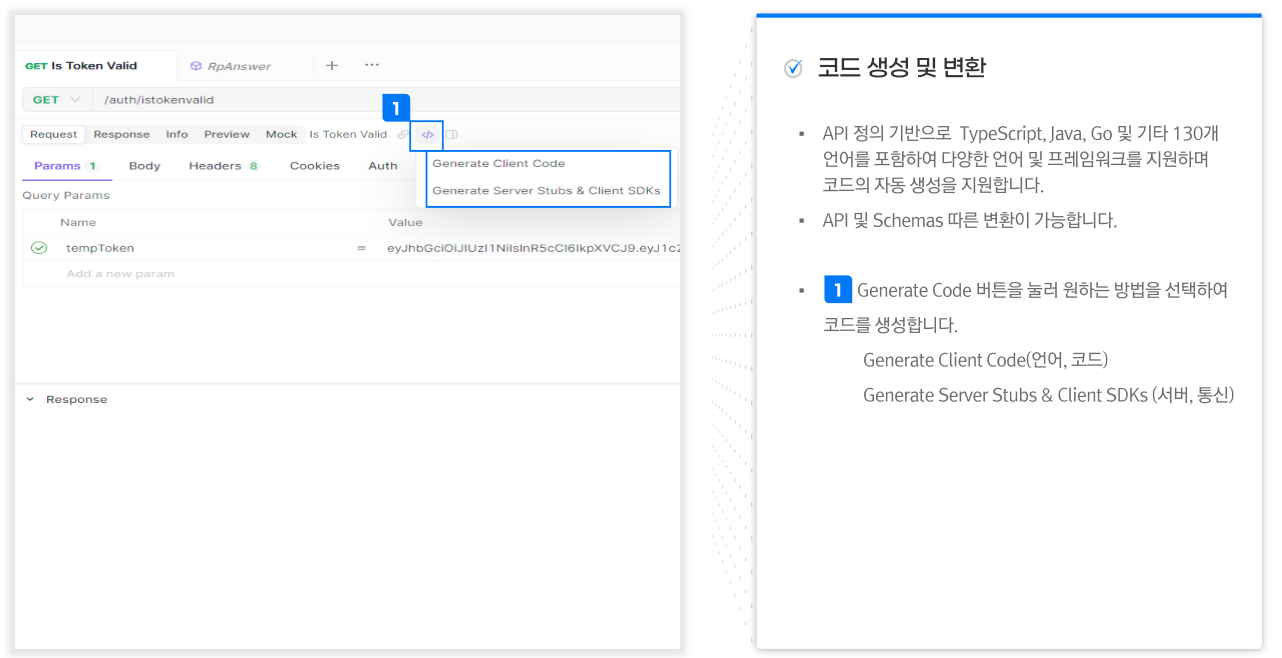 GET Is Token Valid
RpAnswer
GET
/auth/istokenvalid
1
Request
Response
Info
Preview
Mock
Is Token Valid
</>
Params 1
Body
Headers 8
Cookies
Auth
Generate Client Code
Generate Server Stubs & Client SDKs
Query Params
Name
Value
tempToken
=
eyJhbGciOiJIUzI1NiIsInR5cCI6IkpXVCJ9.eyJ1c2
Add a new param
Response
코드 생성 및 변환
▪ API 정의 기반으로 TypeScript, Java, Go 및 기타 130개
언어를 포함하여 다양한 언어 및 프레임워크를 지원하며
코드의 자동 생성을 지원합니다.
▪ API 및 Schemas 따른 변환이 가능합니다.
▪ 1 Generate Code 버튼을 눌러 원하는 방법을 선택하여
코드를 생성합니다.
Generate Client Code(언어, 코드)
Generate Server Stubs & Client SDKs (서버, 통신)